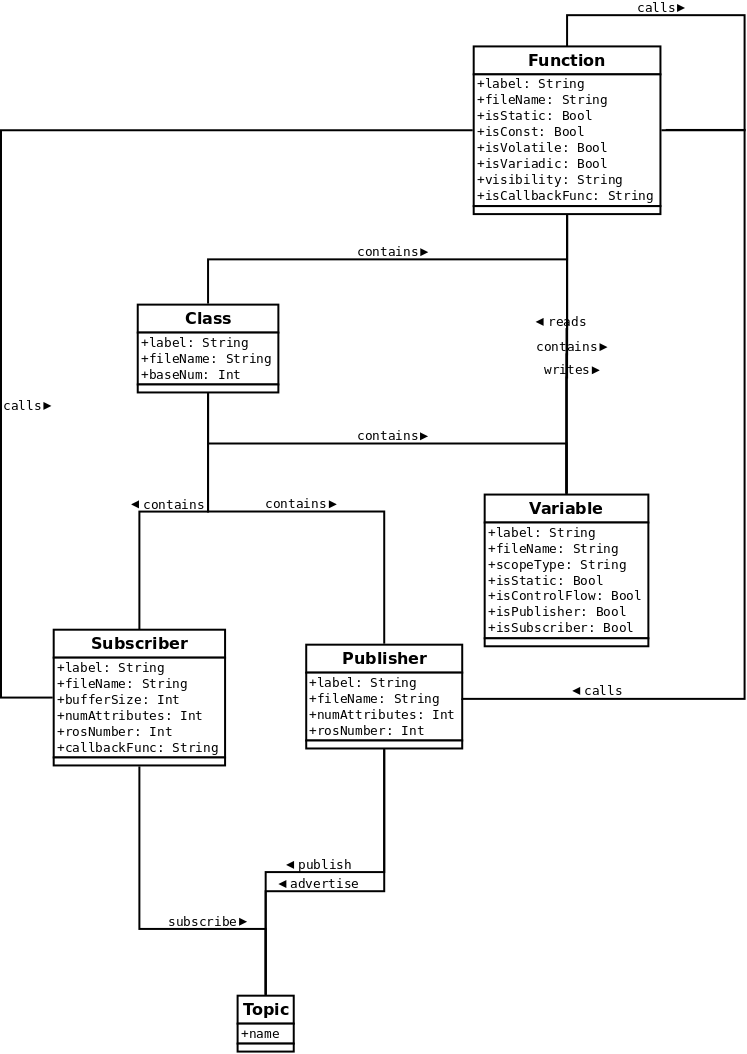 calls►
Function
+label: String
+fileName: String
+isStatic: Bool
+isConst: Bool
+isVolatile: Bool
+isVariadic: Bool
+visibility: String
+isCallbackFunc: String
contains►
Class
+label: String
+fileName: String
+baseNum: Int
◄reads
contains►
writes►
calls►
contains►
◄contains
contains►
Variable
+label: String
+fileName: String
+scopeType: String
+isStatic: Bool
+isControlFlow: Bool
+isPublisher: Bool
+isSubscriber: Bool
Subscriber
+label: String
+fileName: String
+bufferSize: Int
+numAttributes: Int
+rosNumber: Int
+callbackFunc: String
Publisher
+label: String
+fileName: String
+numAttributes: Int
+rosNumber: Int
◄calls
◄publish
◄advertise
subscribe►
Topic
+name